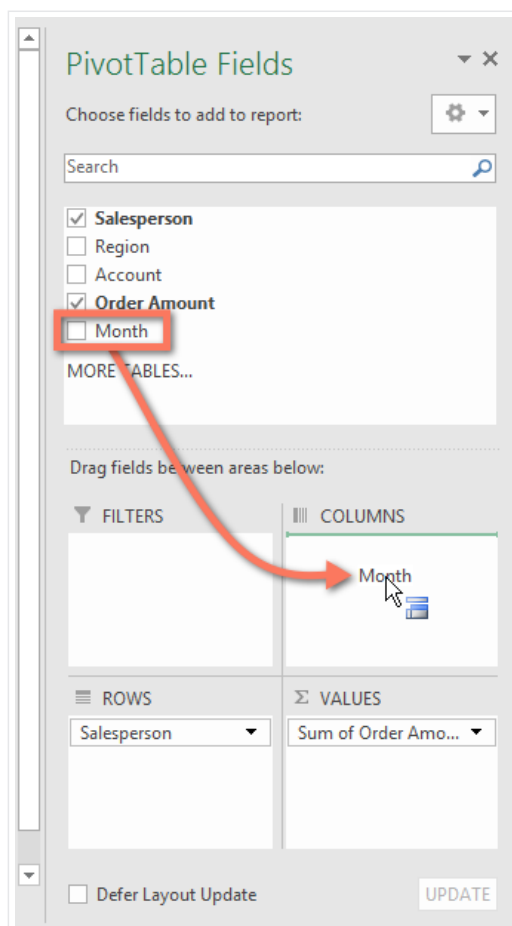 PivotTable Fields
Choose fields to add to report:
Search
Salesperson
Region
Account
Order Amount
Month
MORE TABLES...
Drag fields between areas below:
FILTERS
COLUMNS
Month
ROWS
Σ VALUES
Salesperson
Sum of Order Amo...
Defer Layout Update
UPDATE